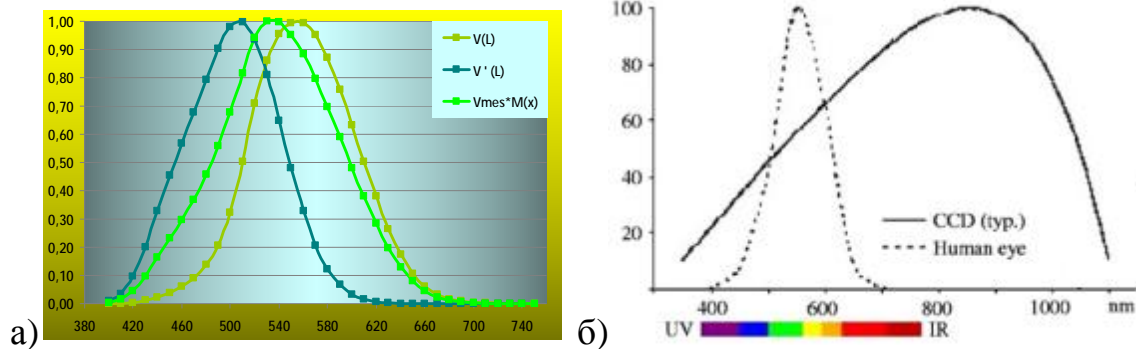 1,00
0,90
0,80
0,70
0,60
0,50
0,40
0,30
0,20
0,10
0,00
380 420 460 500 540 580 620 660 700 740
V(L)
V ' (L)
Vmes*M(x)
а)
100
80
60
40
20
CCD (typ.)
Human eye
400 600 800 1000 nm
UV IR
б)